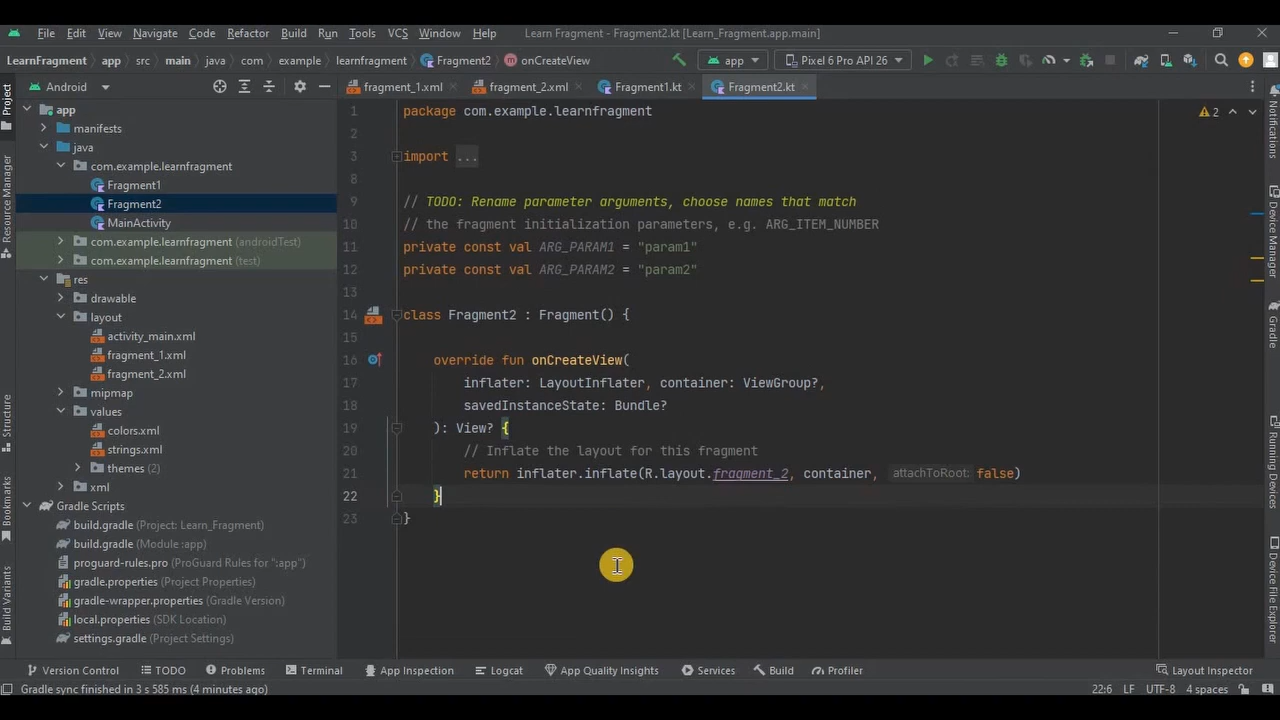 File Edit View Navigate Code Refactor Build Run Tools VCS Window Help Learn Fragment - Fragment2.kt [Learn_Fragment.app.main]
LearnFragment app src main java com example learnfragment Fragment2 onCreateView app Pixel 6 Pro API 26
Android fragment_1.xml fragment_2.xml Fragment1.kt Fragment2.kt
Project
Resource Manager
Structure
Bookmarks
Build Variants
app
manifests
java
com.example.learnfragment
Fragment1
Fragment2
MainActivity
com.example.learnfragment (androidTest)
com.example.learnfragment (test)
res
drawable
layout
activity_main.xml
fragment_1.xml
fragment_2.xml
mipmap
values
colors.xml
strings.xml
themes (2)
xml
Gradle Scripts
build.gradle (Project: Learn_Fragment)
build.gradle (Module :app)
proguard-rules.pro (ProGuard Rules for ":app")
gradle.properties (Project Properties)
gradle-wrapper.properties (Gradle Version)
local.properties (SDK Location)
settings.gradle (Project Settings)
1 package com.example.learnfragment
2
3 import ...
8
9 // TODO: Rename parameter arguments, choose names that match
10 // the fragment initialization parameters, e.g. ARG_ITEM_NUMBER
11 private const val ARG_PARAM1 = "param1"
12 private const val ARG_PARAM2 = "param2"
13
14 class Fragment2 : Fragment() {
15
16 override fun onCreateView(
17 inflater: LayoutInflater, container: ViewGroup?,
18 savedInstanceState: Bundle?
19 ): View? {
20 // Inflate the layout for this fragment
21 return inflater.inflate(R.layout.fragment_2, container, attachToRoot: false)
22 }
23 }
2
Notifications
Device Manager
Gradle
Running Devices
Device File Explorer
Version Control TODO Problems Terminal App Inspection Logcat App Quality Insights Services Build Profiler Layout Inspector
Gradle sync finished in 3 s 585 ms (4 minutes ago) 22:6 LF UTF-8 4 spaces